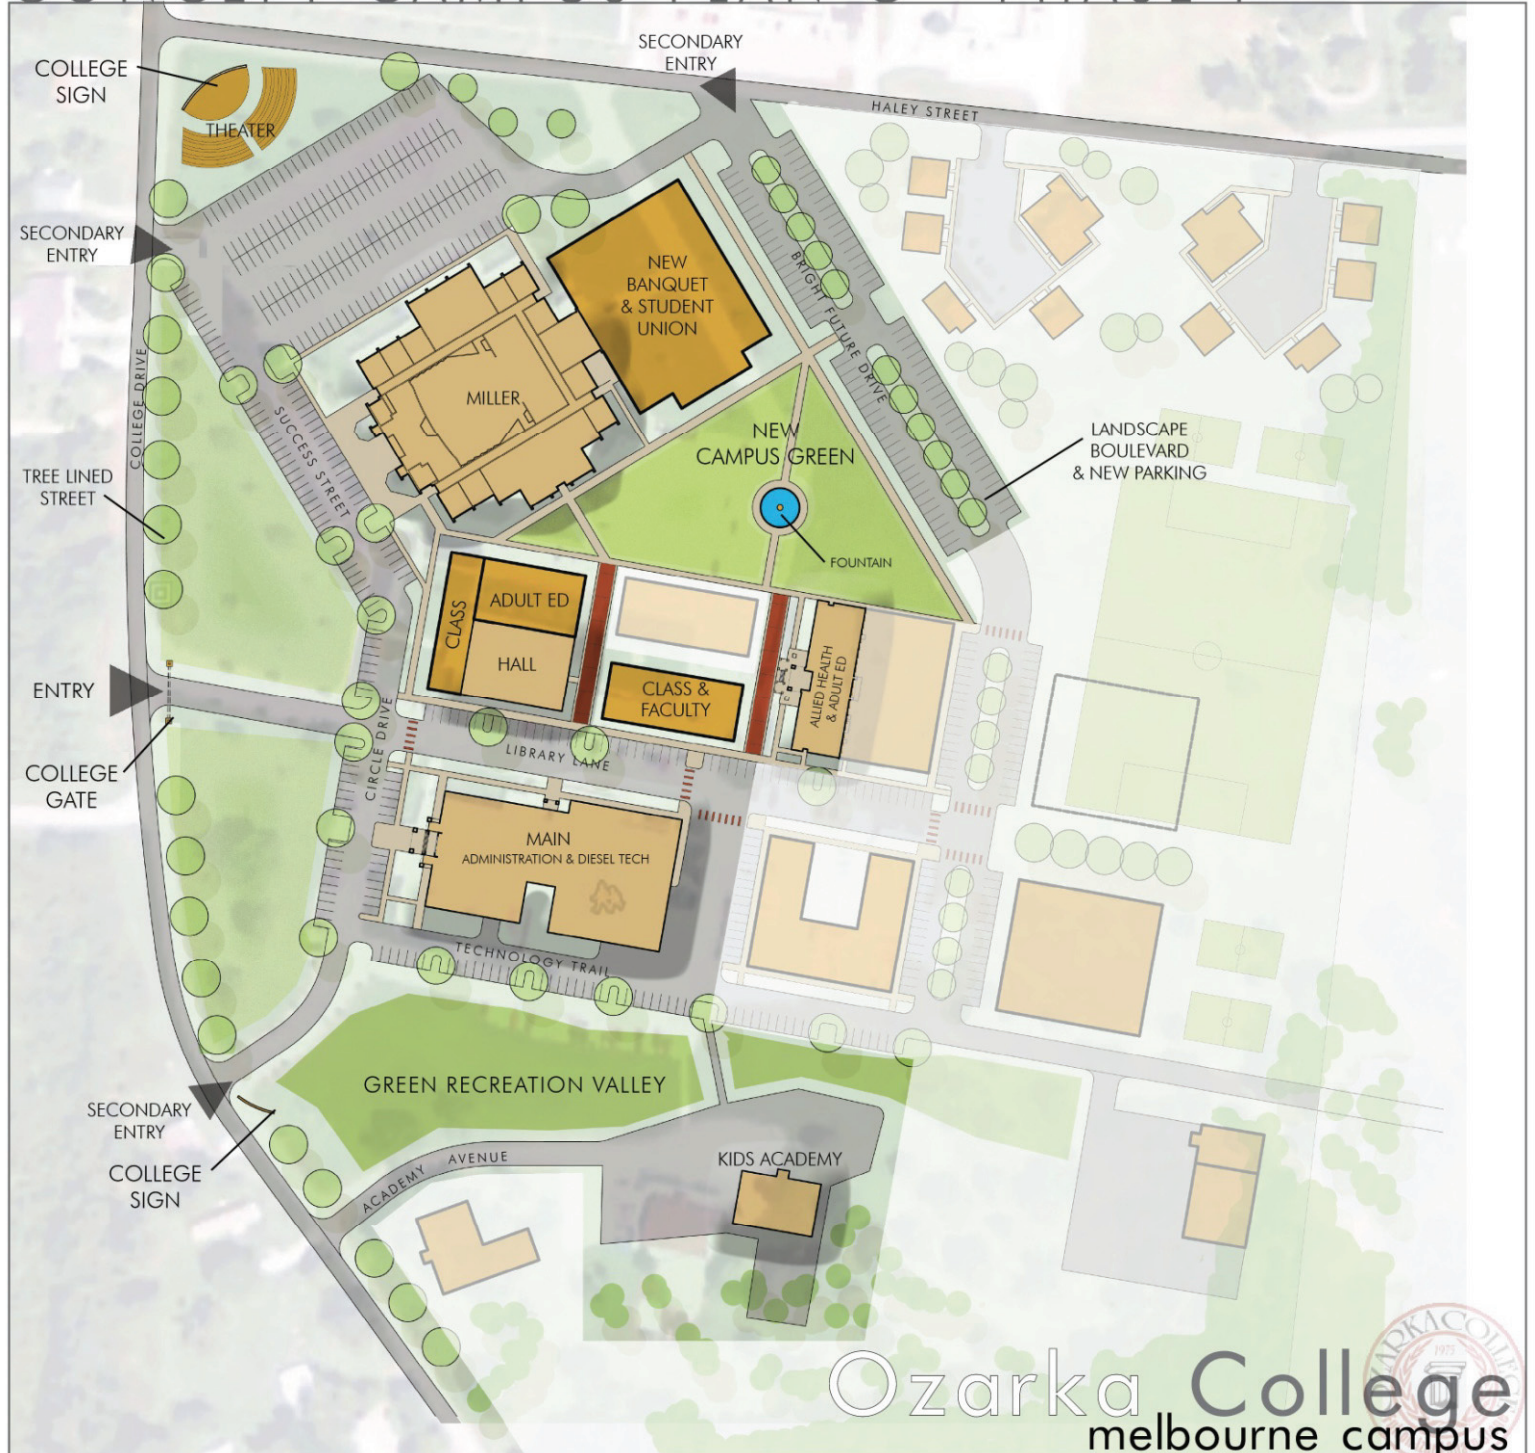 COLLEGE
SIGN
THEATER
SECONDARY
ENTRY
HALEY STREET
SECONDARY
ENTRY
NEW
BANQUET
& STUDENT
UNION
BRIGHT FUTURE DRIVE
COLLEGE DRIVE
MILLER
SUCCESS STREET
NEW
CAMPUS GREEN
LANDSCAPE
BOULEVARD
& NEW PARKING
TREE LINED
STREET
FOUNTAIN
CLASS
ADULT ED
HALL
CLASS &
FACULTY
ALLIED HEALTH
& ADULT ED
ENTRY
COLLEGE
GATE
CIRCLE DRIVE
LIBRARY LANE
MAIN
ADMINISTRATION & DIESEL TECH
TECHNOLOGY TRAIL
GREEN RECREATION VALLEY
SECONDARY
ENTRY
COLLEGE
SIGN
ACADEMY AVENUE
KIDS ACADEMY
Ozarka College
melbourne campus
1975